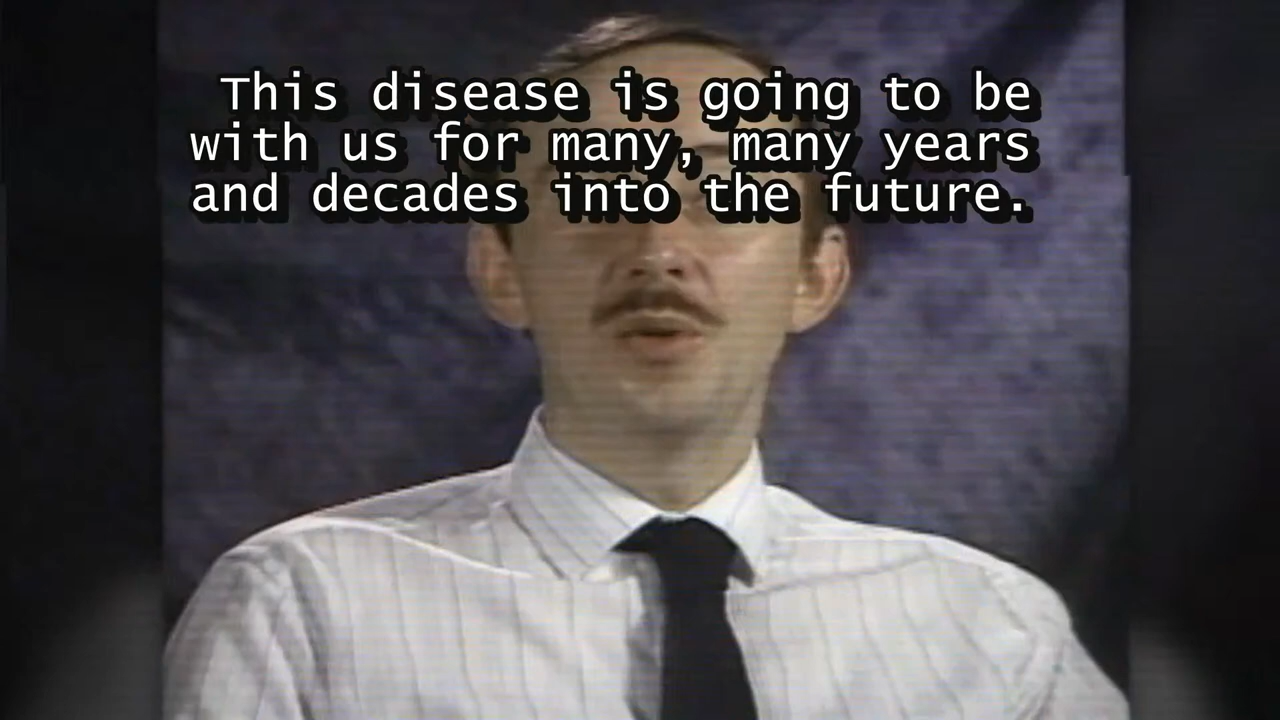 This disease is going to be
with us for many, many years
and decades into the future.